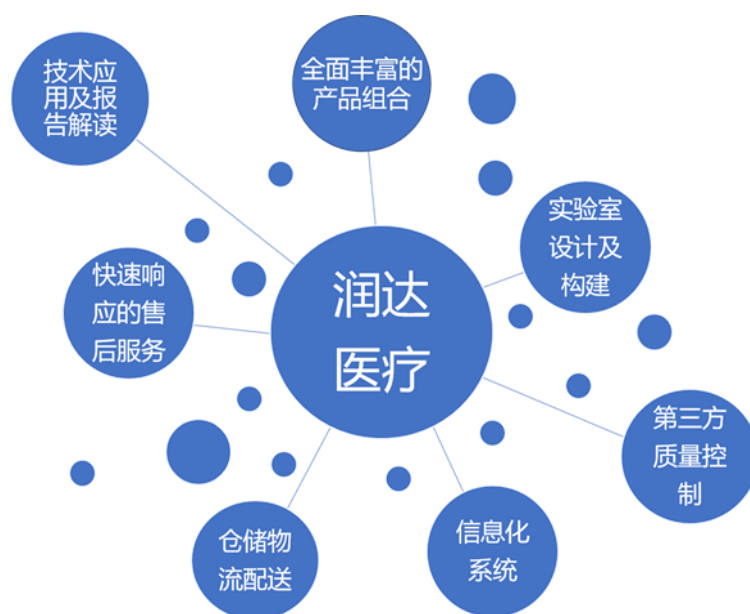 技术应
用及报
告解读
全面丰富的
产品组合
实验室
设计及
构建
快速响
应的售
后服务
润达
医疗
第三方
质量控
制
仓储物
流配送
信息化
系统